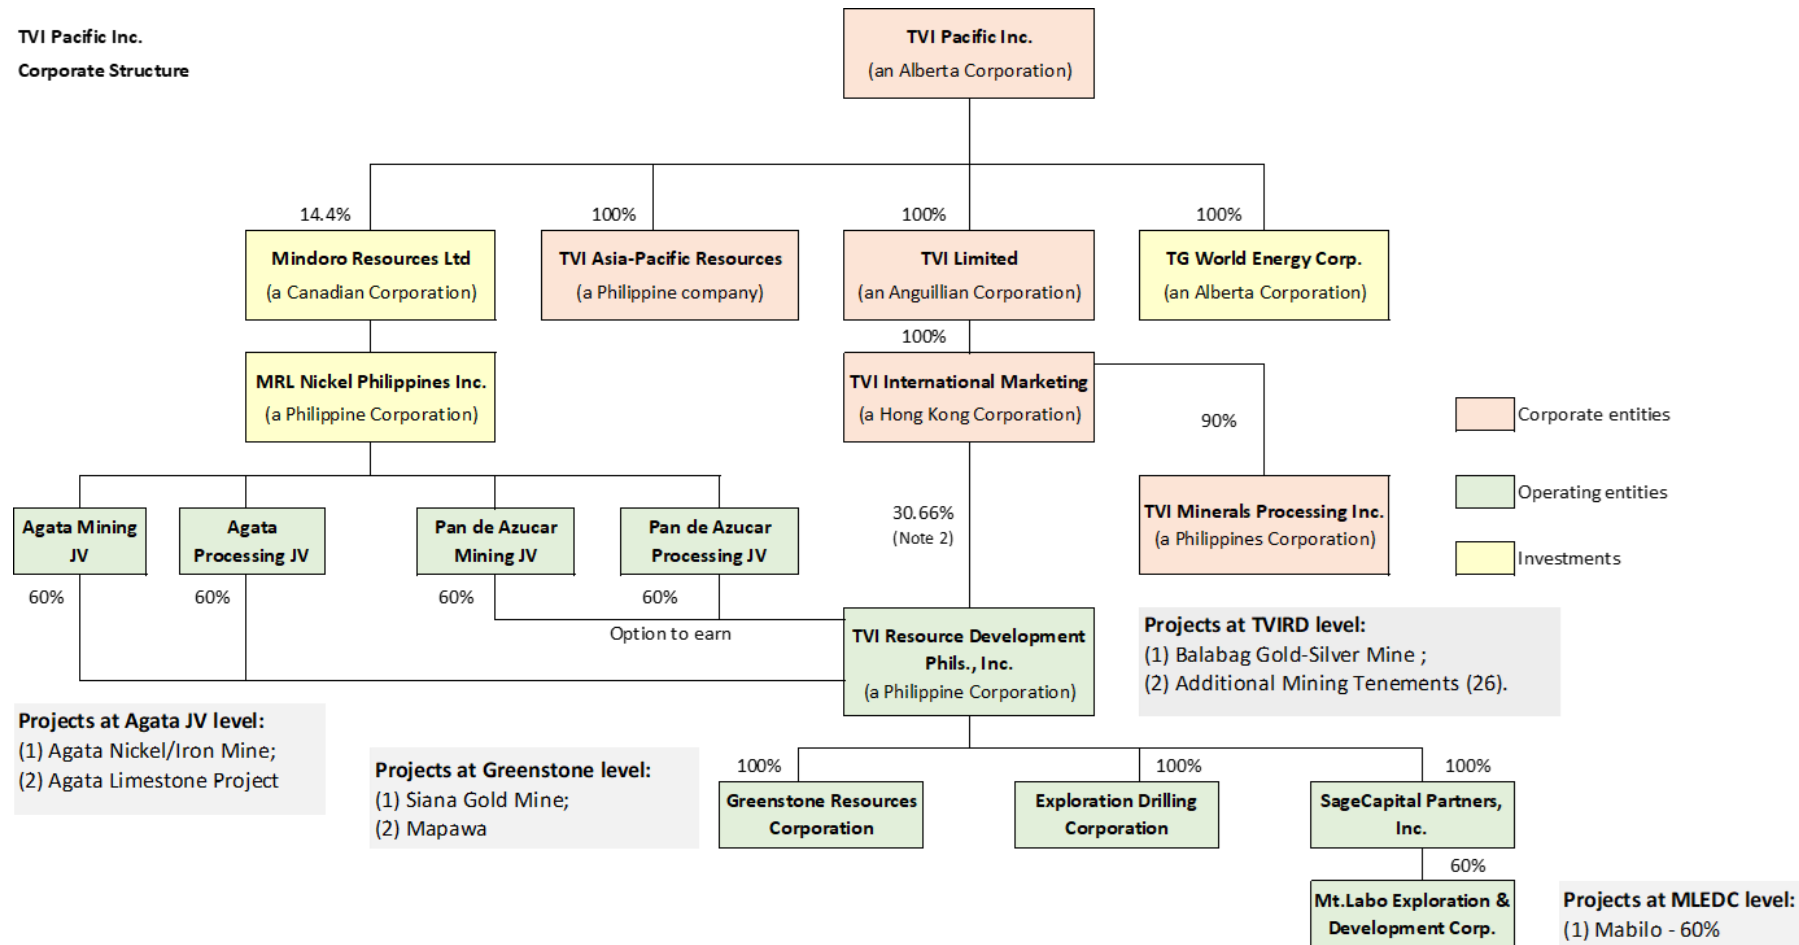 TVI Pacific Inc.
Corporate Structure
TVI Pacific Inc.
(an Alberta Corporation)
14.4%
100%
100%
100%
Mindoro Resources Ltd
(a Canadian Corporation)
TVI Asia-Pacific Resources
(a Philippine company)
TVI Limited
(an Anguillian Corporation)
TG World Energy Corp.
(an Alberta Corporation)
100%
MRL Nickel Philippines Inc.
(a Philippine Corporation)
TVI International Marketing
(a Hong Kong Corporation)
90%
Corporate entities
Operating entities
Investments
Agata Mining
JV
Agata
Processing JV
Pan de Azucar
Mining JV
Pan de Azucar
Processing JV
30.66%
(Note 2)
TVI Minerals Processing Inc.
(a Philippines Corporation)
60%
60%
60%
60%
Option to earn
TVI Resource Development
Phils., Inc.
(a Philippine Corporation)
Projects at TVIRD level:
(1) Balabag Gold-Silver Mine ;
(2) Additional Mining Tenements (26).
Projects at Agata JV level:
(1) Agata Nickel/Iron Mine;
(2) Agata Limestone Project
Projects at Greenstone level:
(1) Siana Gold Mine;
(2) Mapawa
100%
100%
100%
Greenstone Resources
Corporation
Exploration Drilling
Corporation
SageCapital Partners,
Inc.
60%
Mt.Labo Exploration &
Development Corp.
Projects at MLEDC level:
(1) Mabilo - 60%